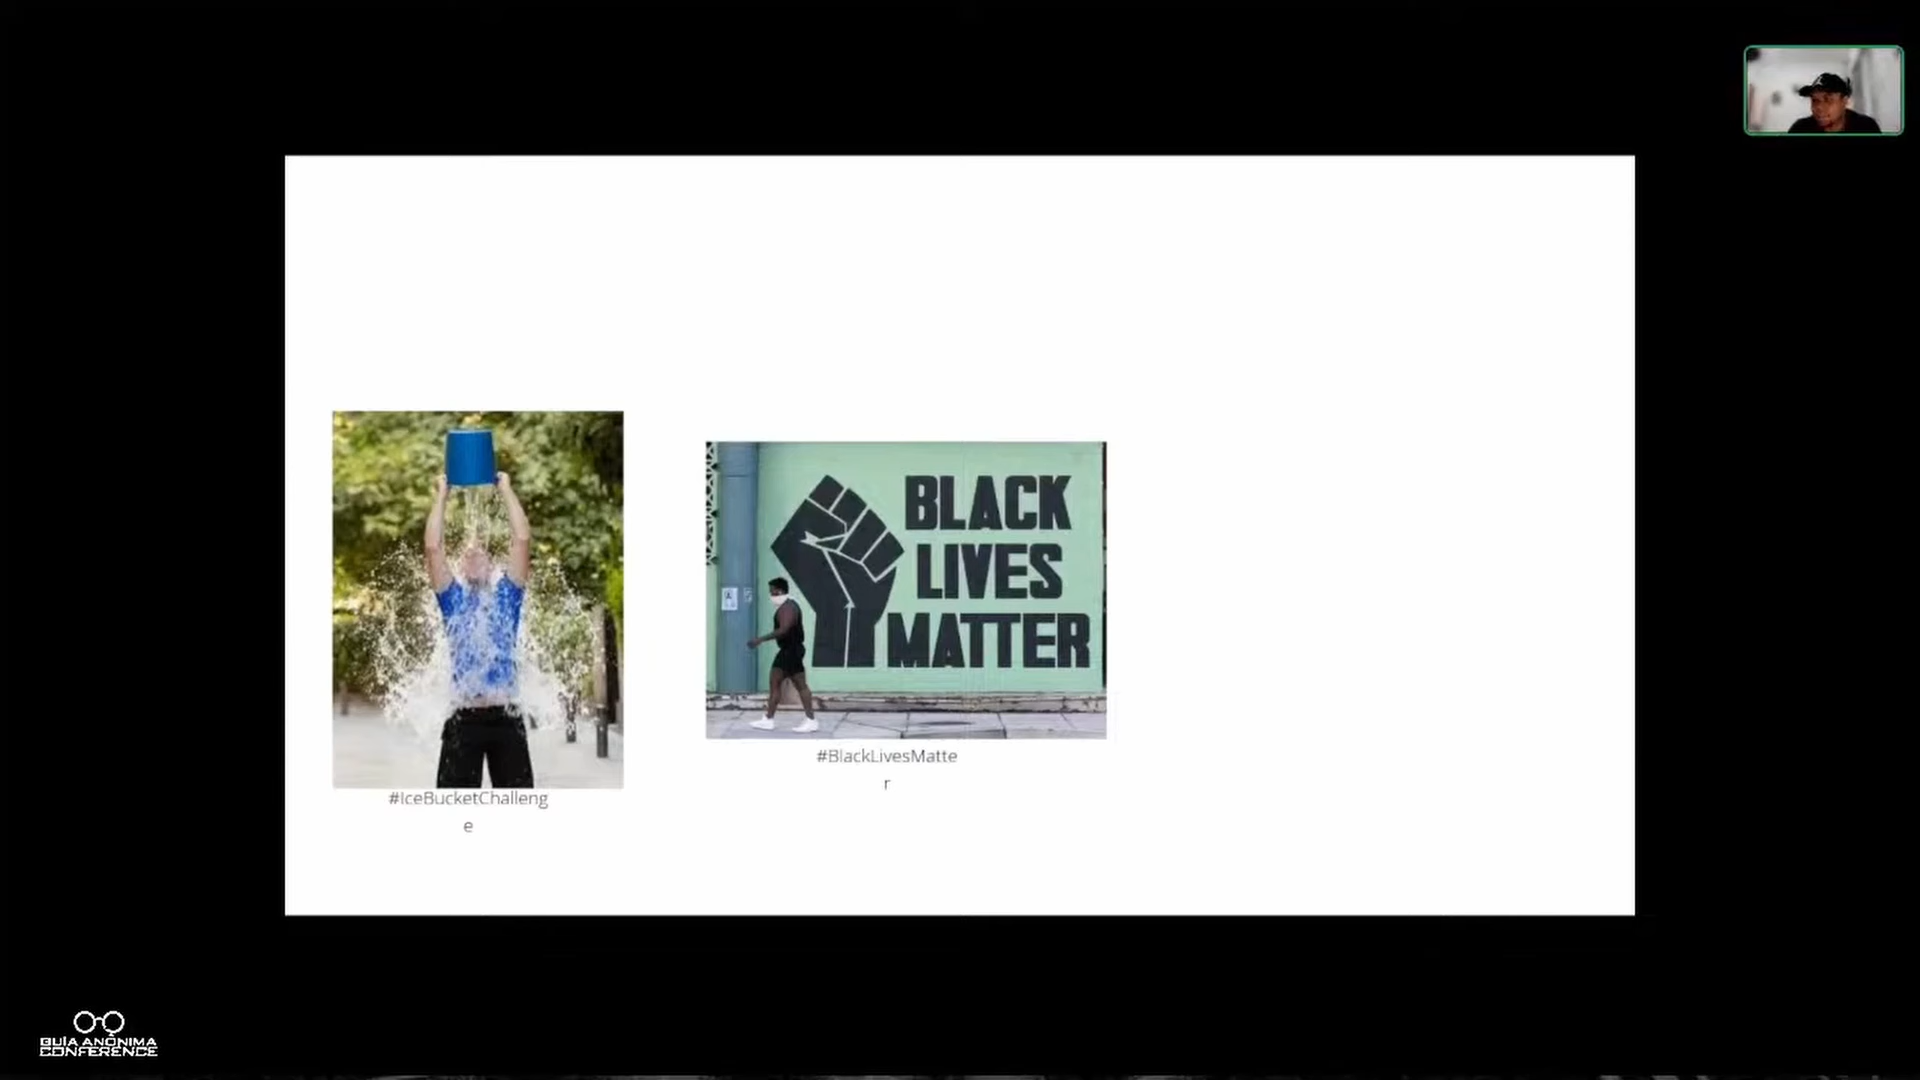 BLACK
LIVES
MATTER
#BlackLivesMatte
r
#IceBucketChalleng
e
GUÍA ANÓNIMA
CONFERENCE